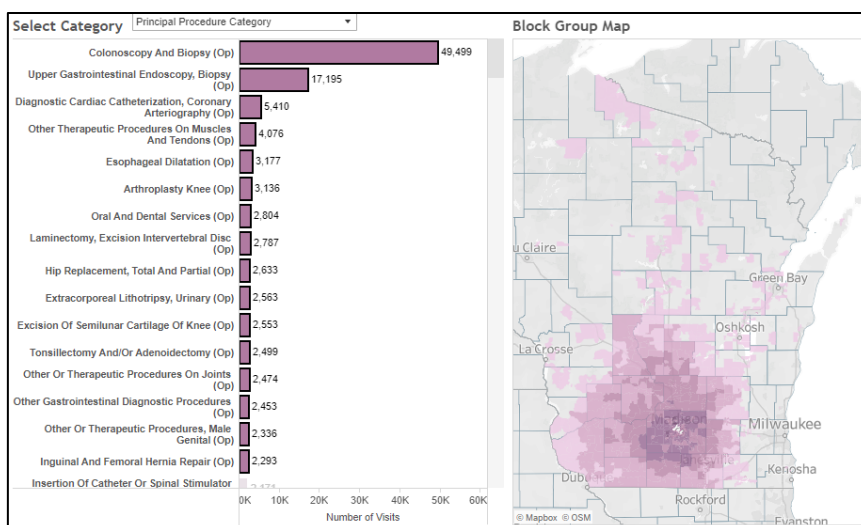 Select Category
Principal Procedure Category
Block Group Map
Colonoscopy And Biopsy (Op)
49,499
Upper Gastrointestinal Endoscopy, Biopsy
(Op)
17,195
Diagnostic Cardiac Catheterization, Coronary
Arteriography (Op)
5,410
Other Therapeutic Procedures On Muscles
And Tendons (Op)
4,076
Esophageal Dilatation (Op)
3,177
Arthroplasty Knee (Op)
3,136
Oral And Dental Services (Op)
2,804
Laminectomy, Excision Intervertebral Disc
(Op)
2,787
Hip Replacement, Total And Partial (Op)
2,633
Extracorporeal Lithotripsy, Urinary (Op)
2,563
Excision Of Semilunar Cartilage Of Knee (Op)
2,553
Tonsillectomy And/Or Adenoidectomy (Op)
2,499
Other Or Therapeutic Procedures On Joints
(Op)
2,474
Other Gastrointestinal Diagnostic Procedures
(Op)
2,453
Other Or Therapeutic Procedures, Male
Genital (Op)
2,336
Inguinal And Femoral Hernia Repair (Op)
2,293
Insertion Of Catheter Or Spinal Stimulator
0K 10K 20K 30K 40K 50K 60K
Number of Visits
u Claire
Green Bay
Oshkosh
La Crosse
Madison
Milwaukee
Kenosha
Rockford
Evanston
© Mapbox © OSM